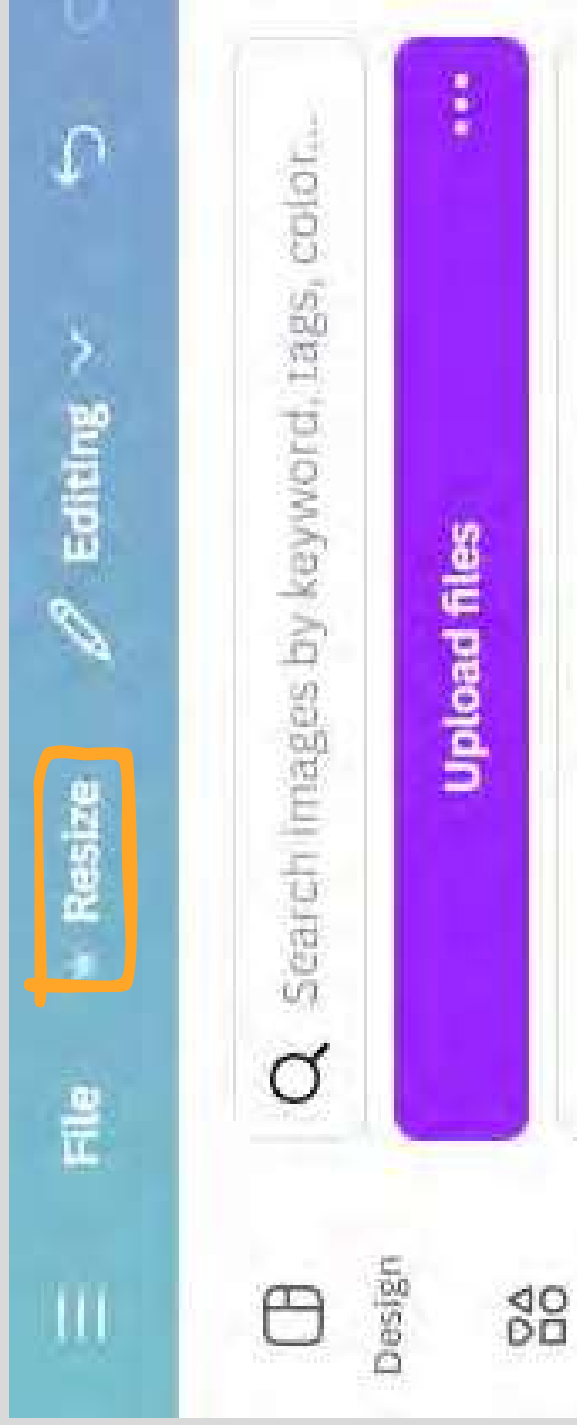 File Resize Editing
Search images by keyword, tags, color...
Design
Upload files